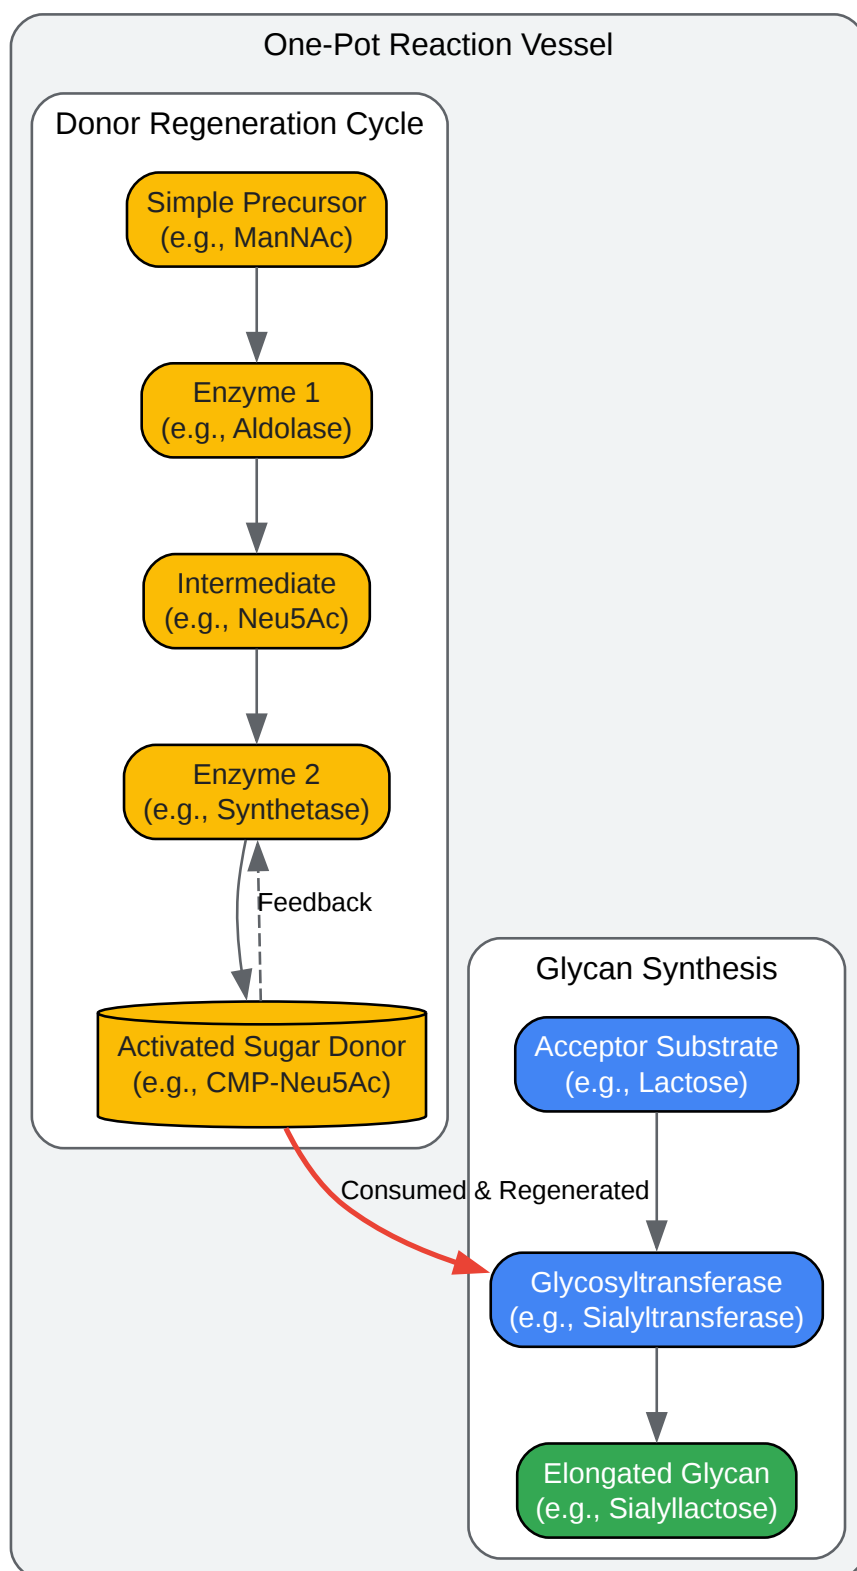 One-Pot Reaction Vessel
Donor Regeneration Cycle
Simple Precursor
(e.g., ManNAc)
Enzyme 1
(e.g., Aldolase)
Intermediate
(e.g., Neu5Ac)
Enzyme 2
(e.g., Synthetase)
Feedback
Activated Sugar Donor
(e.g., CMP-Neu5Ac)
Glycan Synthesis
Acceptor Substrate
(e.g., Lactose)
Consumed & Regenerated
Glycosyltransferase
(e.g., Sialyltransferase)
Elongated Glycan
(e.g., Sialyllactose)